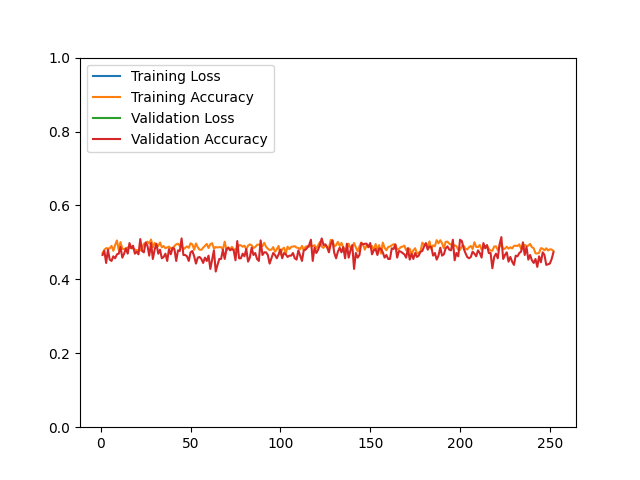 1.0
0.8
0.6
0.4
0.2
0.0
Training Loss
Training Accuracy
Validation Loss
Validation Accuracy
0 50 100 150 200 250